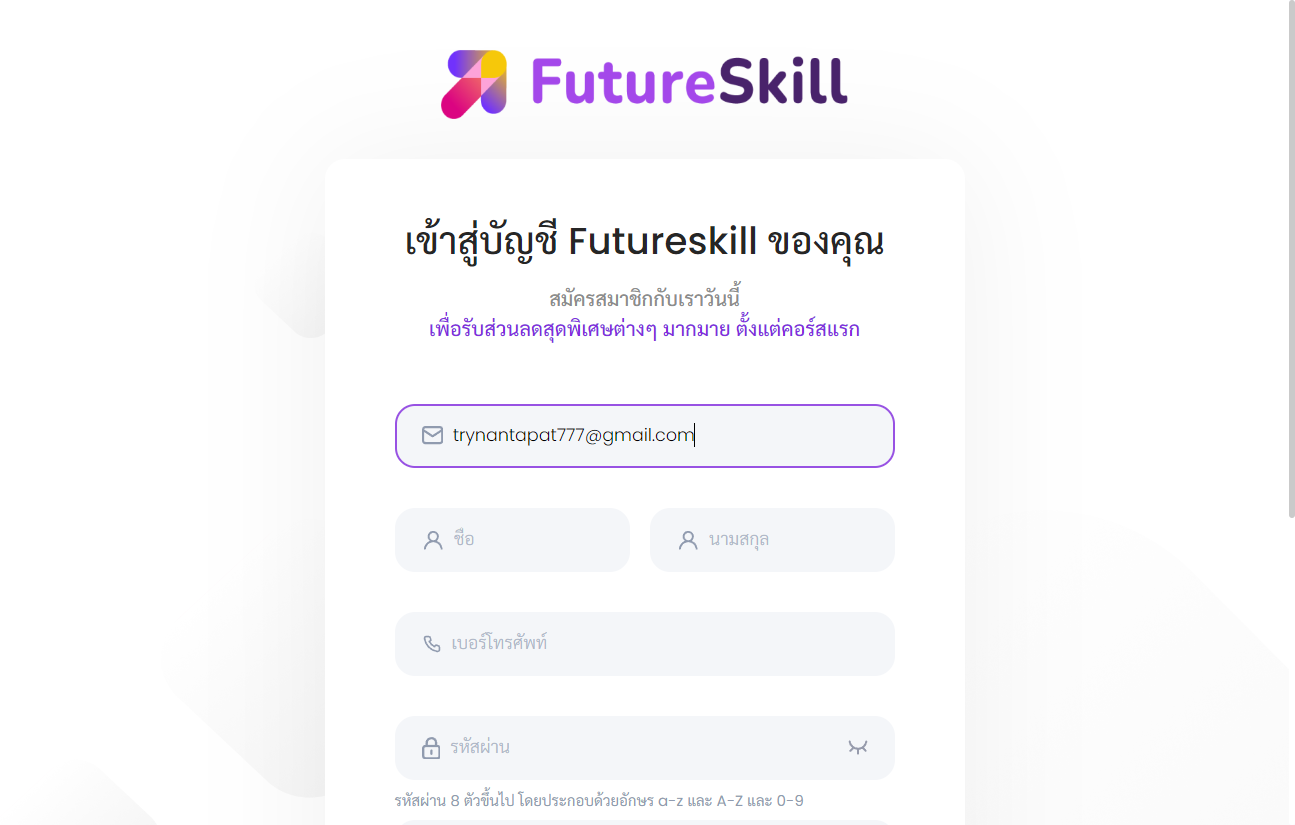 FutureSkill
เข้าสู่บัญชี Futureskill ของคุณ
สมัครสมาชิกกับเราวันนี้
เพื่อรับส่วนลดสุดพิเศษต่างๆ มากมาย ตั้งแต่คอร์สแรก
trynantapat777@gmail.com
ชื่อ
นามสกุล
เบอร์โทรศัพท์
รหัสผ่าน
รหัสผ่าน 8 ตัวขึ้นไป โดยประกอบด้วยอักษร a-z และ A-Z และ 0-9